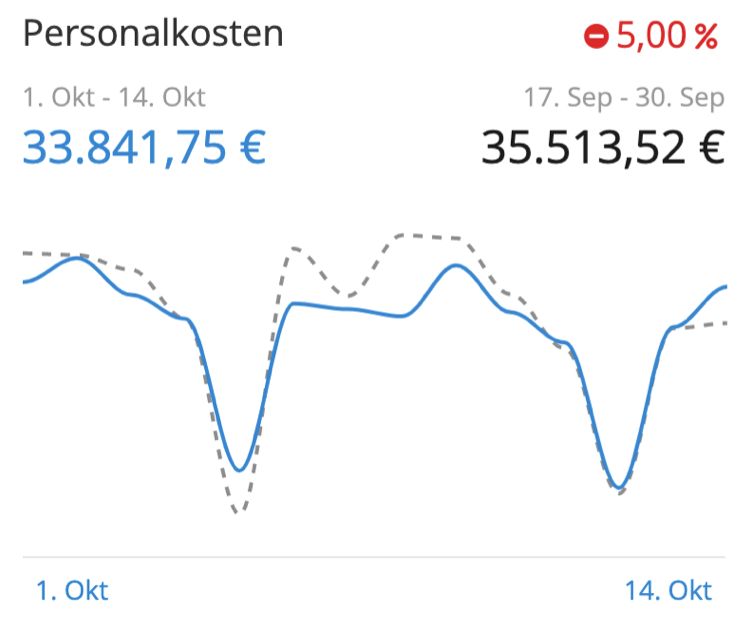 Personalkosten
5,00 %
1. Okt - 14. Okt
17. Sep - 30. Sep
33.841,75 €
35.513,52 €
1. Okt
14. Okt